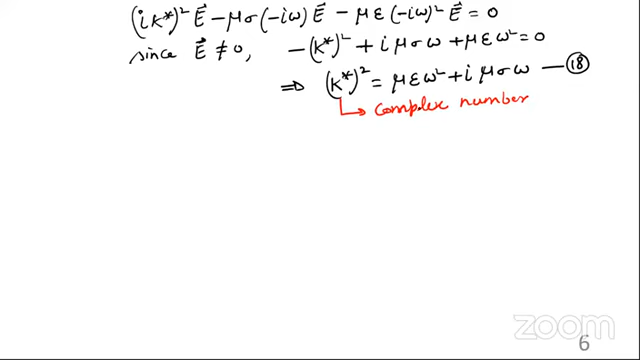 (ik*)² E⃗ − μσ(−iω) E⃗ − με (−iω)² E⃗ = 0
since E⃗ ≠ 0, −(k*)² + iμσω + μεω² = 0
⇒ (k*)² = μεω² + iμσω — ⑱
↳ complex number
zoom
6